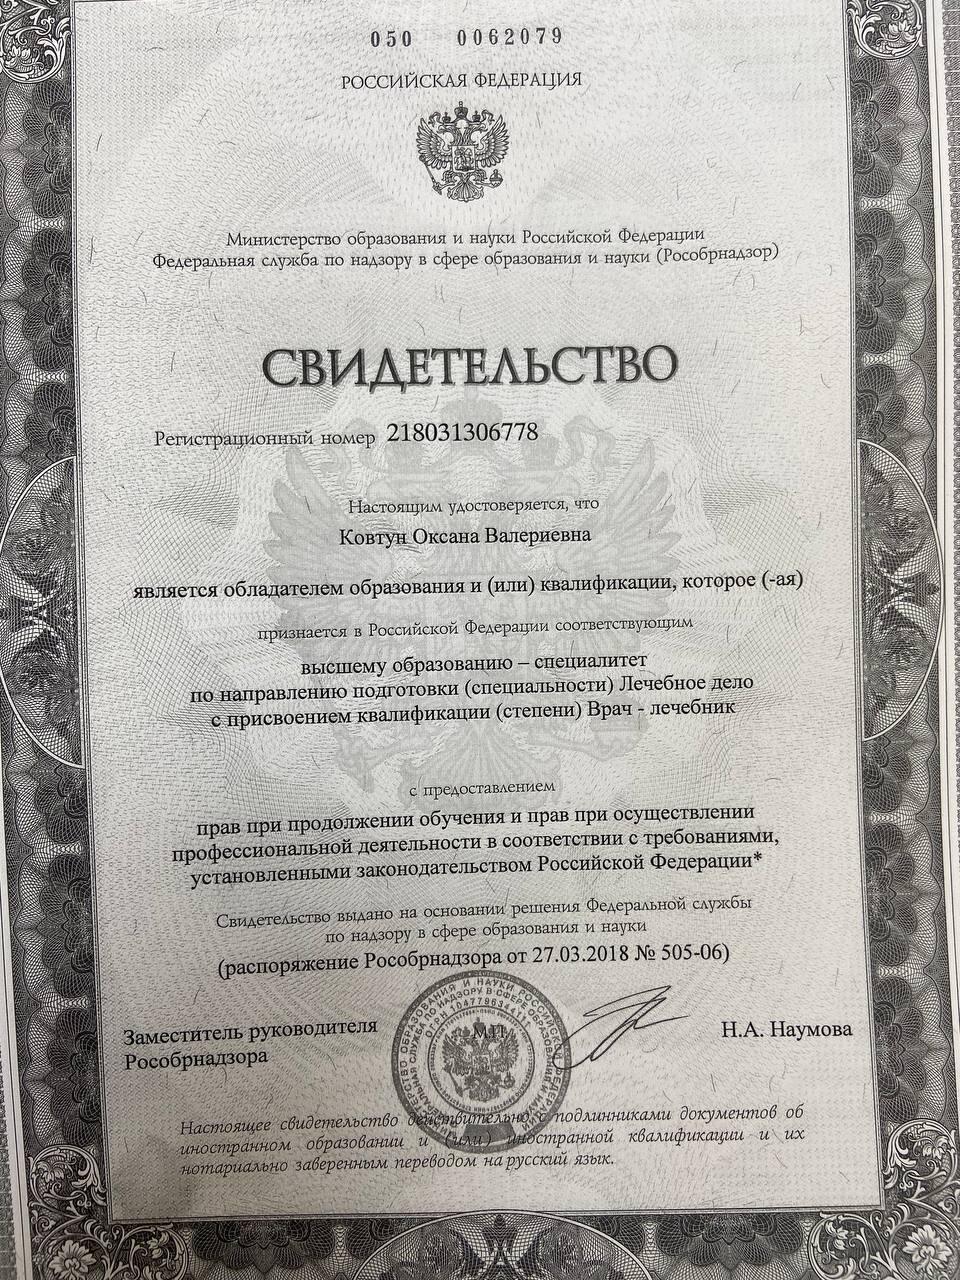 050 0062079
РОССИЙСКАЯ ФЕДЕРАЦИЯ
Министерство образования и науки Российской Федерации
Федеральная служба по надзору в сфере образования и науки (Рособрнадзор)
СВИДЕТЕЛЬСТВО
Регистрационный номер 218031306778
Настоящим удостоверяется, что
Ковтун Оксана Валериевна
является обладателем образования и (или) квалификации, которое (-ая)
признается в Российской Федерации соответствующим
высшему образованию – специалитет
по направлению подготовки (специальности) Лечебное дело
с присвоением квалификации (степени) Врач - лечебник
с предоставлением
прав при продолжении обучения и прав при осуществлении
профессиональной деятельности в соответствии с требованиями,
установленными законодательством Российской Федерации*
Свидетельство выдано на основании решения Федеральной службы
по надзору в сфере образования и науки
(распоряжение Рособрнадзора от 27.03.2018 № 505-06)
Заместитель руководителя
Рособрнадзора
М.П.
Н.А. Наумова
Настоящее свидетельство действительно с подлинниками документов об
иностранном образовании и (или) иностранной квалификации и их
нотариально заверенным переводом на русский язык.